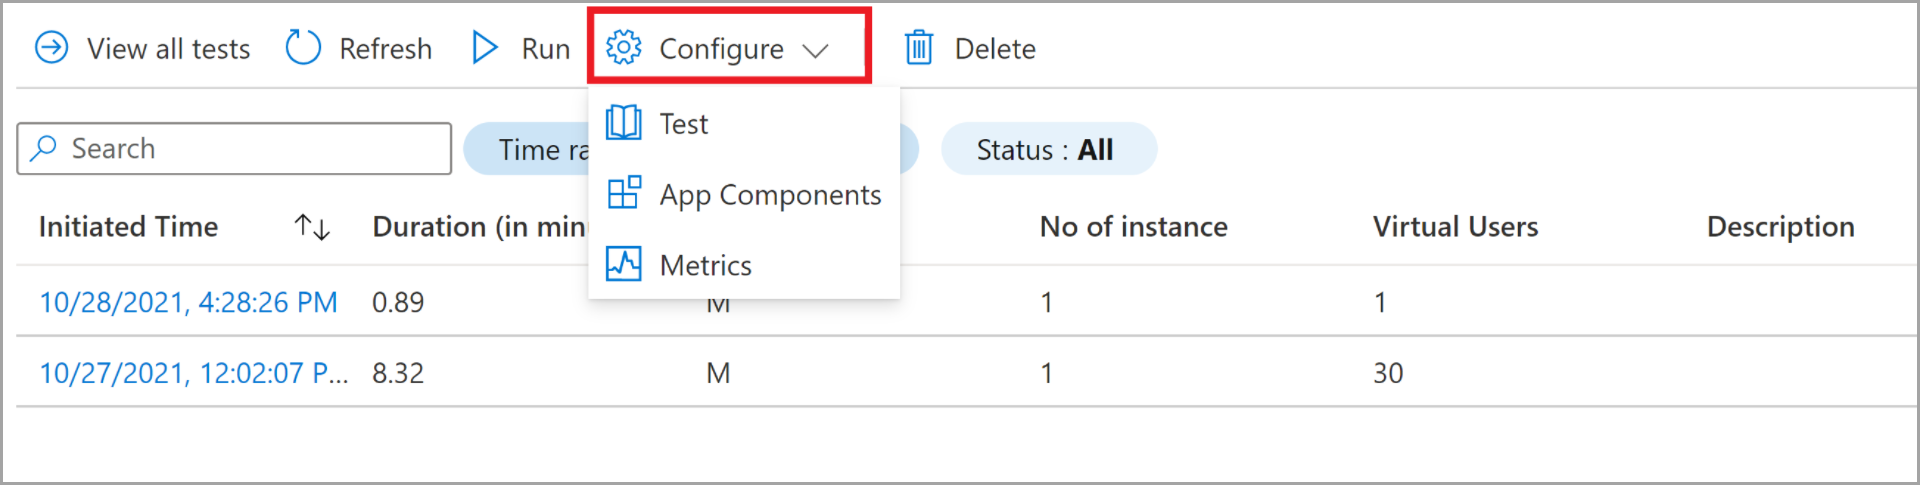 View all tests Refresh Run Configure Delete
Test
Search Time ra Status : All
App Components
Initiated Time Duration (in min No of instance Virtual Users Description
Metrics
10/28/2021, 4:28:26 PM 0.89 M 1 1
10/27/2021, 12:02:07 P... 8.32 M 1 30